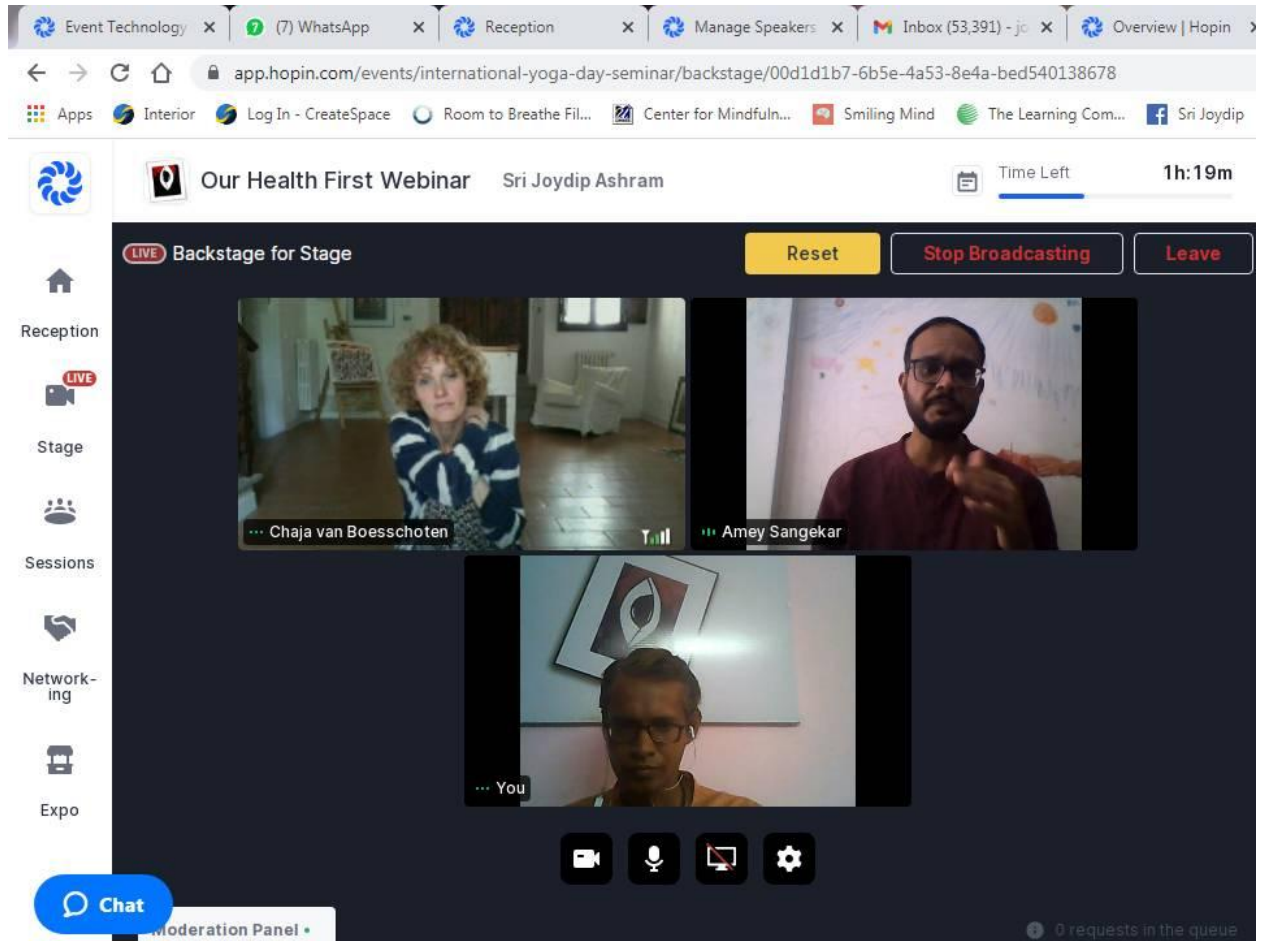 Event Technology
(7) WhatsApp
Reception
Manage Speakers
Inbox (53,391) - jo
Overview | Hopin
app.hopin.com/events/international-yoga-day-seminar/backstage/00d1d1b7-6b5e-4a53-8e4a-bed540138678
Apps
Interior
Log In - CreateSpace
Room to Breathe Fil...
Center for Mindfuln...
Smiling Mind
The Learning Com...
Sri Joydip
Our Health First Webinar
Sri Joydip Ashram
Time Left
1h:19m
LIVE
Backstage for Stage
Reset
Stop Broadcasting
Leave
Reception
LIVE
Stage
Sessions
Network-
ing
Expo
Chaja van Boesschoten
Amey Sangekar
You
Chat
Moderation Panel
0 requests in the queue